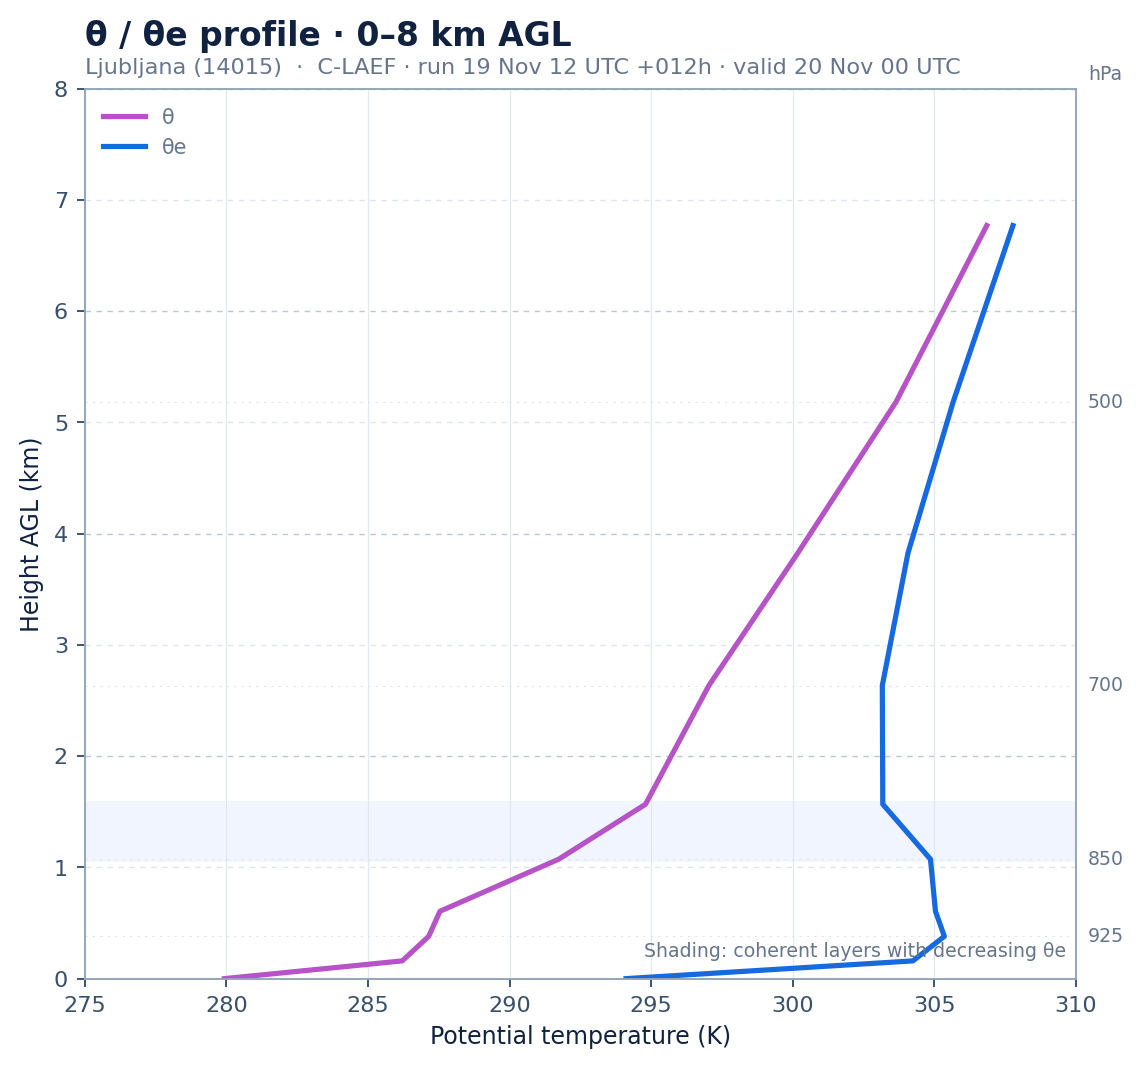 θ / θe profile · 0–8 km AGL
Ljubljana (14015)  ·  C-LAEF · run 19 Nov 12 UTC +012h · valid 20 Nov 00 UTC
hPa
θ
θe
8
7
6
5
4
3
2
1
0
Height AGL (km)
500
700
850
925
Shading: coherent layers with decreasing θe
275
280
285
290
295
300
305
310
Potential temperature (K)